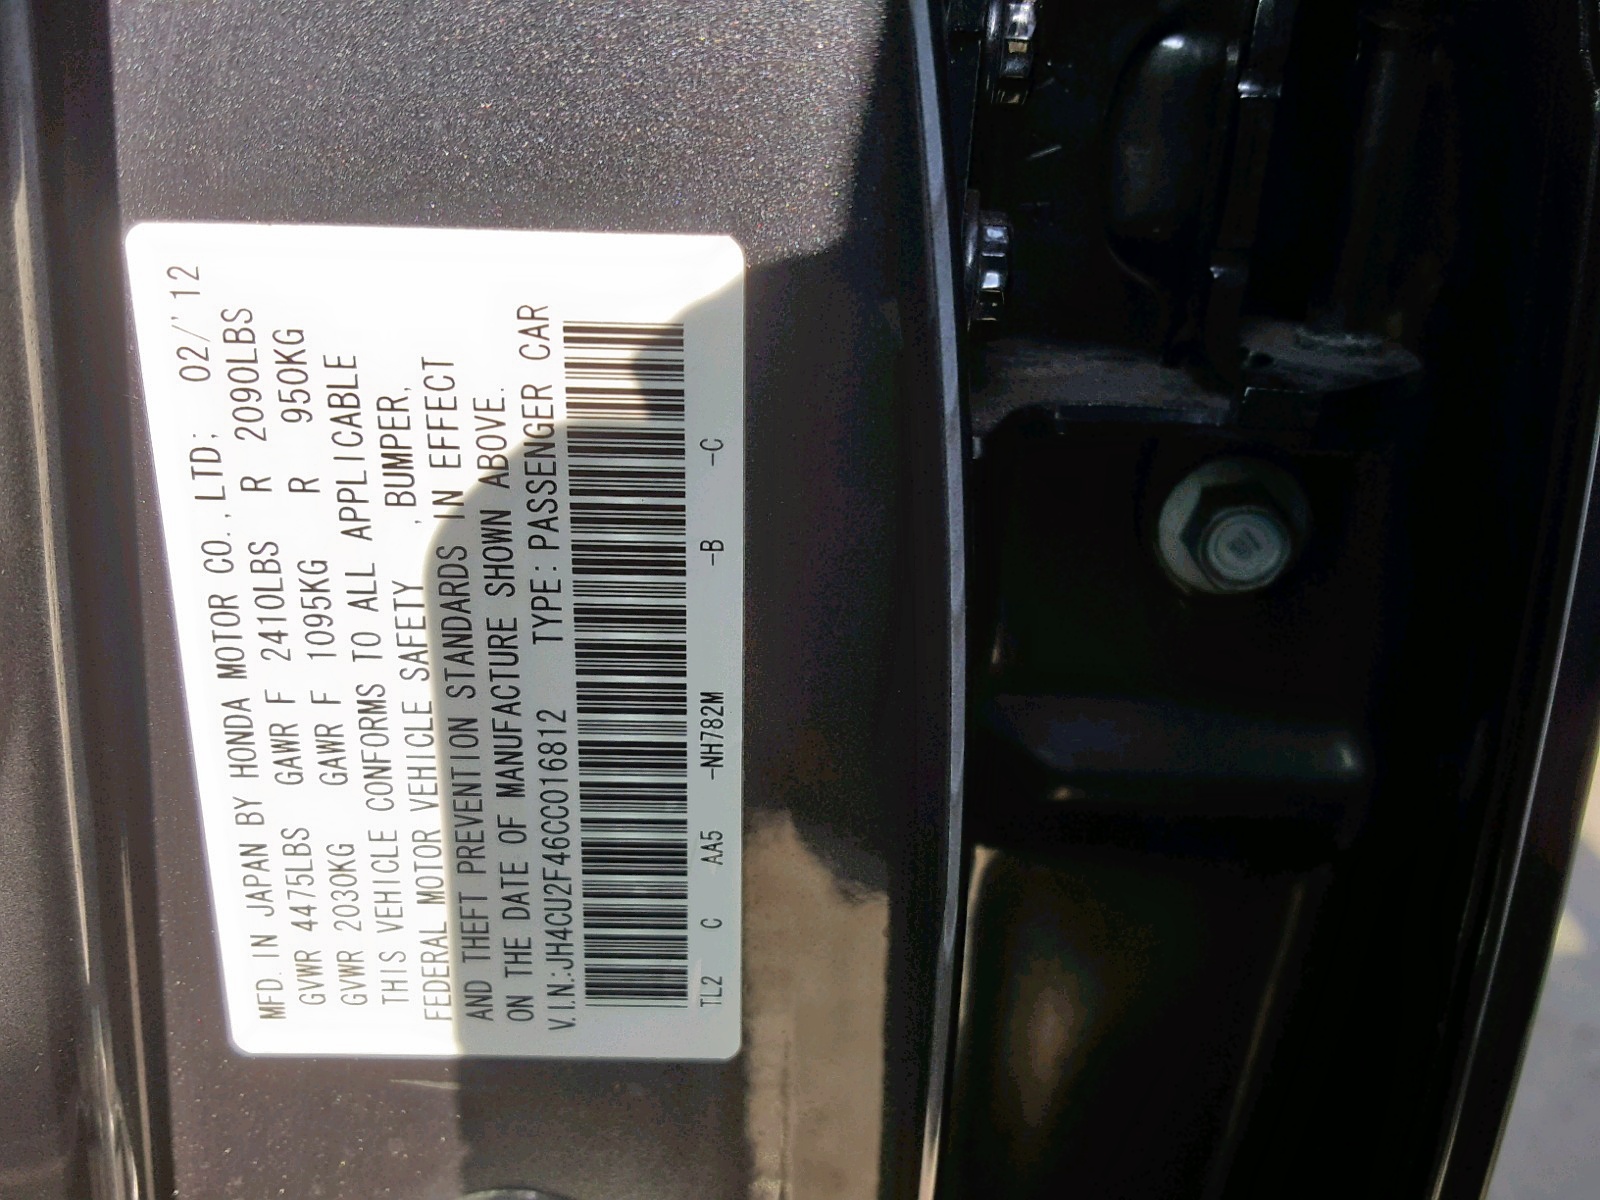 MFD. IN JAPAN BY HONDA MOTOR CO., LTD. 02/'12
GVWR 4475LBS GAWR F 2410LBS R 2090LBS
GVWR 2030KG GAWR F 1095KG R 950KG
THIS VEHICLE CONFORMS TO ALL APPLICABLE
FEDERAL MOTOR VEHICLE SAFETY , BUMPER,
AND THEFT PREVENTION STANDARDS IN EFFECT
ON THE DATE OF MANUFACTURE SHOWN ABOVE.
V.I.N.:JH4CU2F46CC016812 TYPE: PASSENGER CAR
TL2 C AA5 -NH782M -B -C